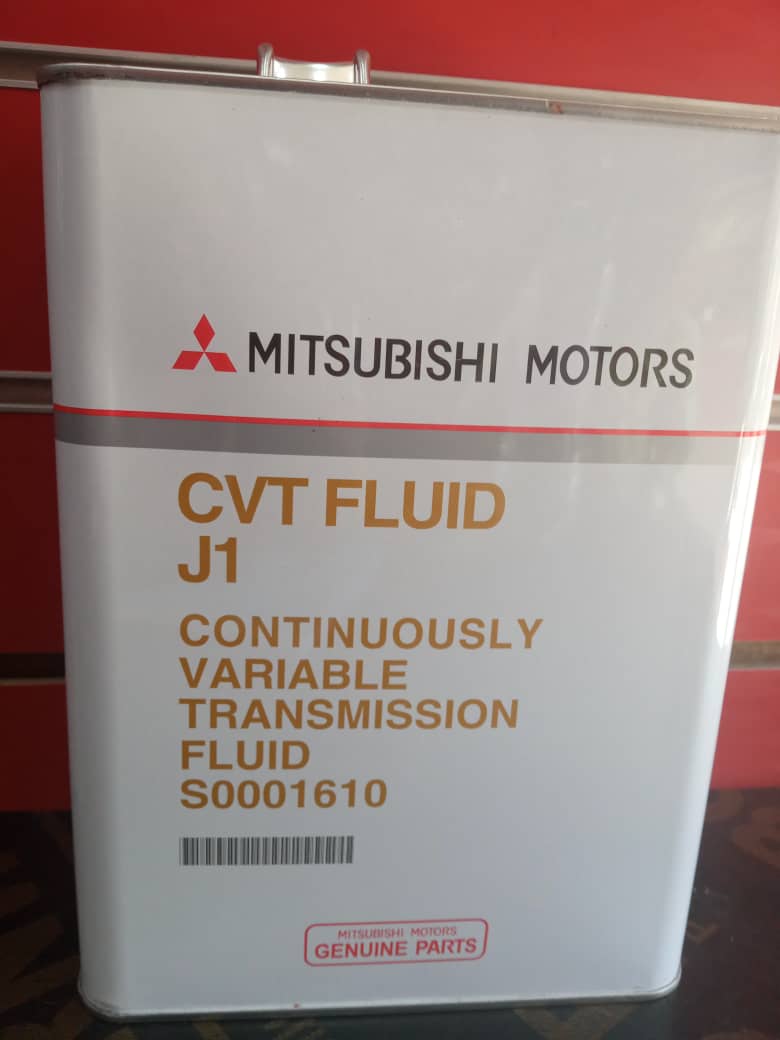 MITSUBISHI MOTORS
CVT FLUID
J1
CONTINUOUSLY
VARIABLE
TRANSMISSION
FLUID
S0001610
MITSUBISHI MOTORS
GENUINE PARTS